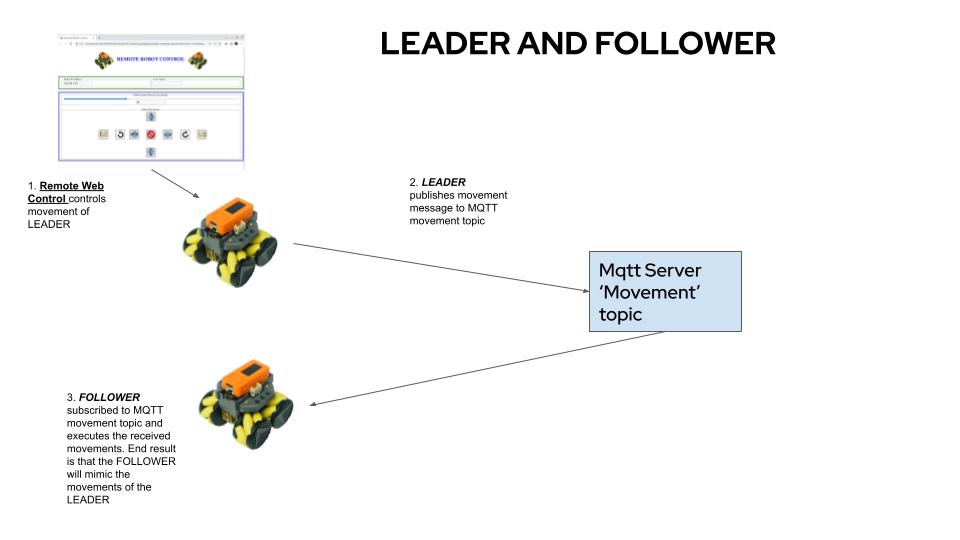 LEADER AND FOLLOWER
REMOTE ROBOT CONTROL
1. Remote Web
Control controls
movement of
LEADER
2. LEADER
publishes movement
message to MQTT
movement topic
Mqtt Server
‘Movement’
topic
3. FOLLOWER
subscribed to MQTT
movement topic and
executes the received
movements. End result
is that the FOLLOWER
will mimic the
movements of the
LEADER